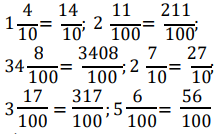 1 4/10 = 14/10; 2 11/100 = 211/100;
34 8/100 = 3408/100; 2 7/10 = 27/10;
3 17/100 = 317/100; 5 6/100 = 56/100